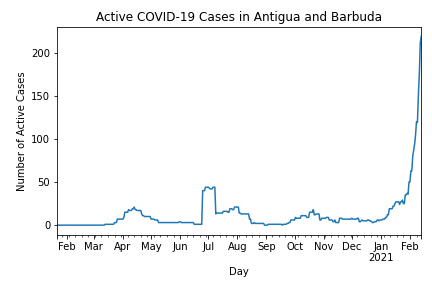 Active COVID-19 Cases in Antigua and Barbuda
Number of Active Cases
200
150
100
50
0
Feb Mar Apr May Jun Jul Aug Sep Oct Nov Dec Jan Feb
2021
Day